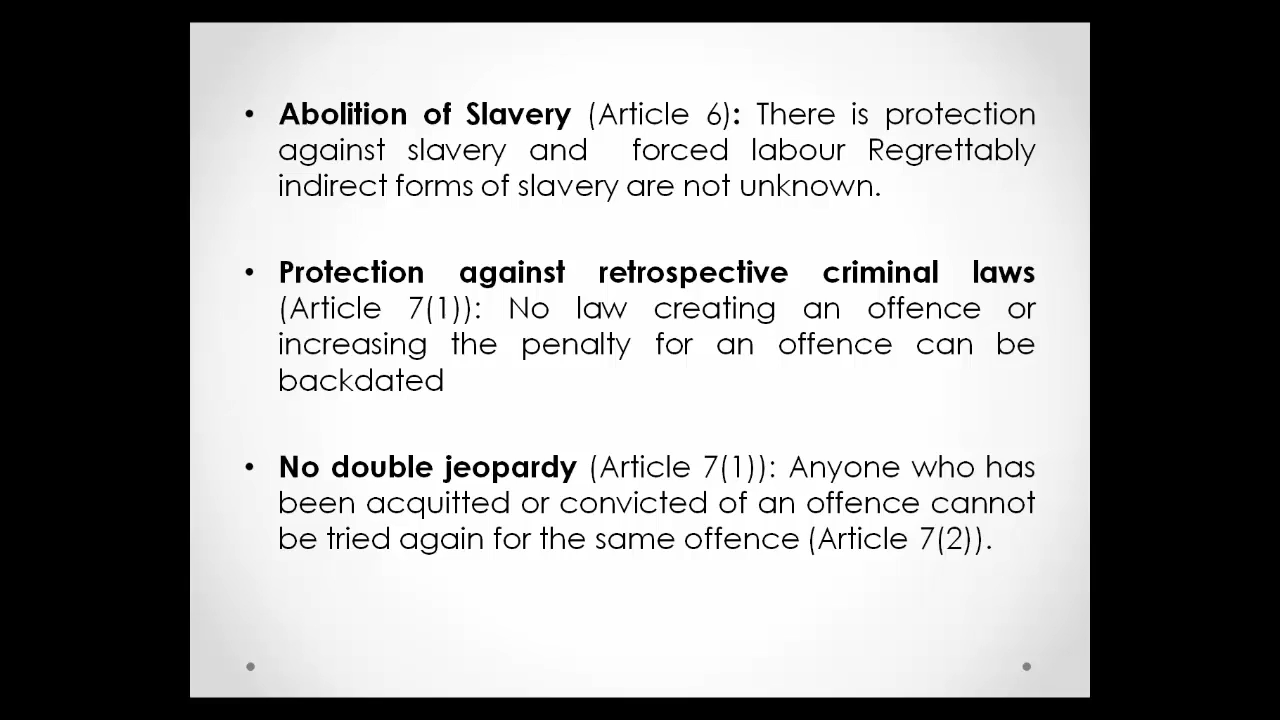 • Abolition of Slavery (Article 6): There is protection
against slavery and forced labour Regrettably
indirect forms of slavery are not unknown.
• Protection against retrospective criminal laws
(Article 7(1)): No law creating an offence or
increasing the penalty for an offence can be
backdated
• No double jeopardy (Article 7(1)): Anyone who has
been acquitted or convicted of an offence cannot
be tried again for the same offence (Article 7(2)).